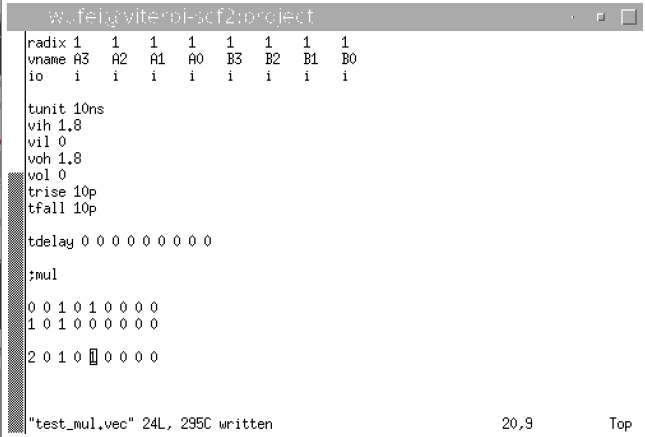 wufei@viterbi-scf2:project
radix 1 1 1 1 1 1 1 1
vname A3 A2 A1 A0 B3 B2 B1 B0
io i i i i i i i i
tunit 10ns
vih 1.8
vil 0
voh 1.8
vol 0
trise 10p
tfall 10p
tdelay 0 0 0 0 0 0 0 0 0
;mul
0 0 1 0 1 0 0 0 0
1 0 1 0 0 0 0 0 0
2 0 1 0 1 0 0 0 0
"test_mul.vec" 24L, 295C written 20,9 Top